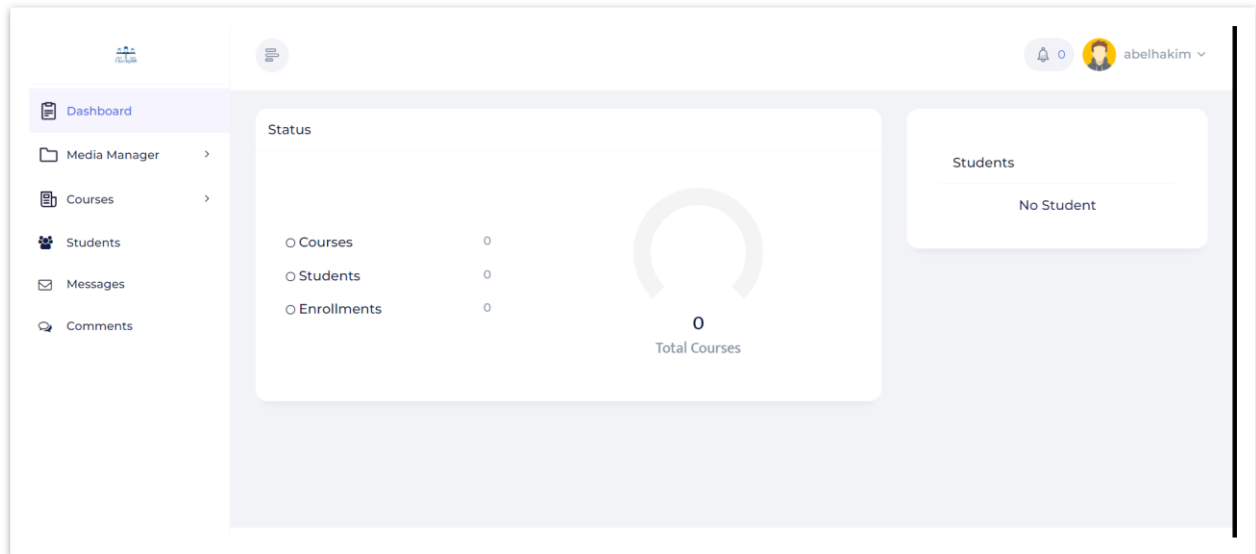 0
abelhakim
Dashboard
Media Manager
Courses
Students
Messages
Comments
Status
Courses 0
Students 0
Enrollments 0
0
Total Courses
Students
No Student